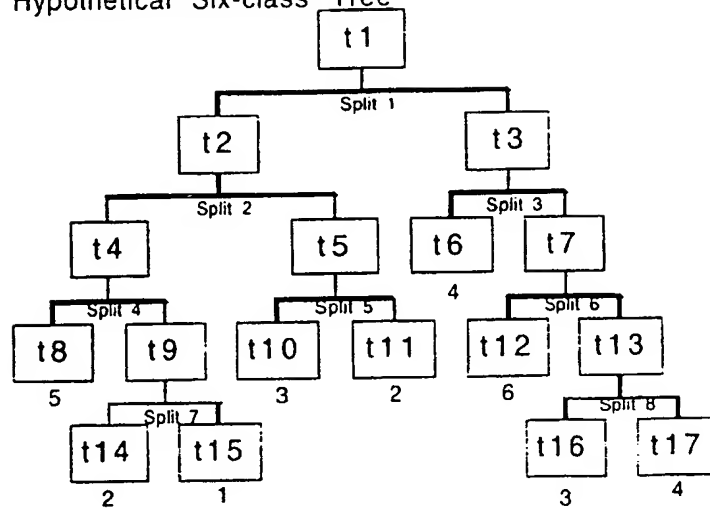 Hypothetical Six-class Tree
t1
Split 1
t2
t3
Split 2
Split 3
t4
t5
t6
t7
4
Split 4
Split 5
Split 6
t8
t9
t10
t11
t12
t13
5
3
2
6
Split 7
Split 8
t14
t15
t16
t17
2
1
3
4